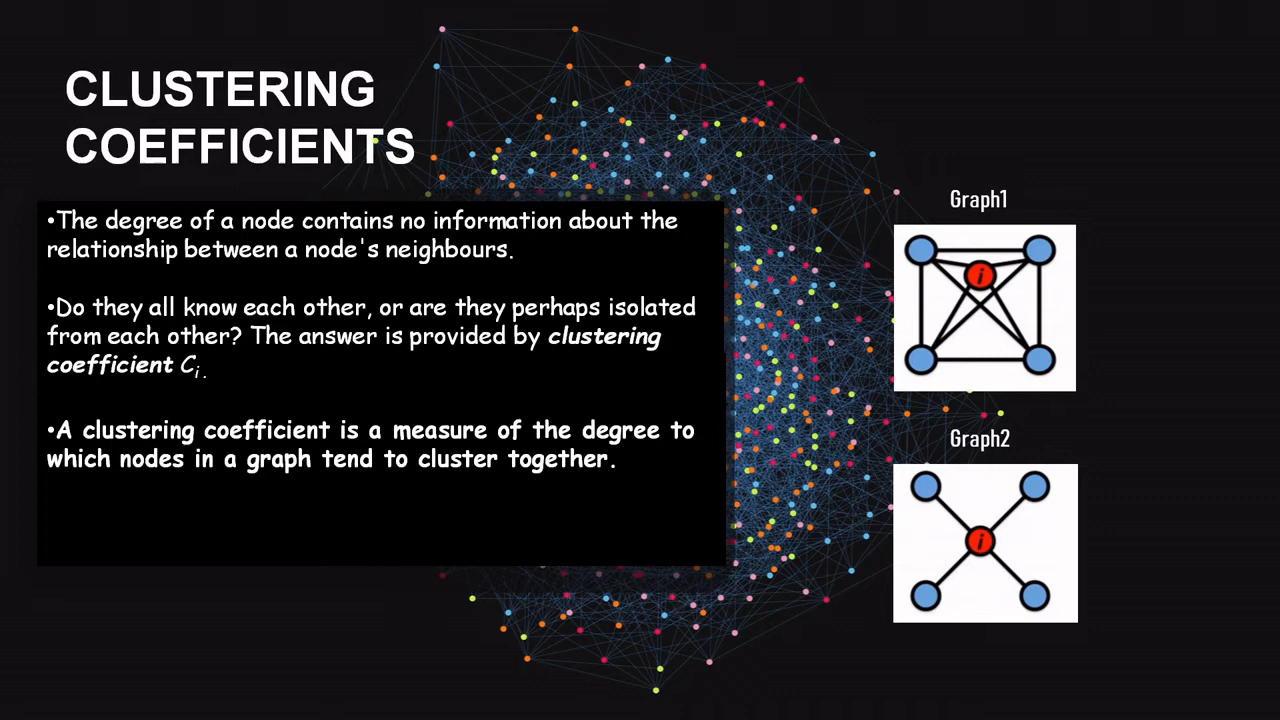 CLUSTERING
COEFFICIENTS
•The degree of a node contains no information about the
relationship between a node's neighbours.
•Do they all know each other, or are they perhaps isolated
from each other? The answer is provided by clustering
coefficient Ci.
•A clustering coefficient is a measure of the degree to
which nodes in a graph tend to cluster together.
Graph1
i
Graph2
i